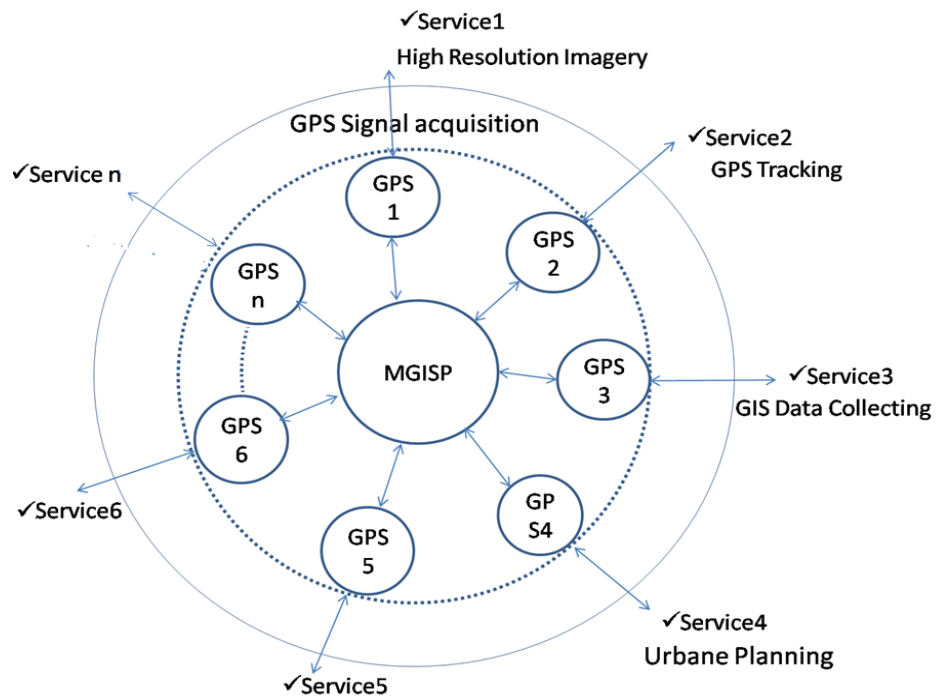 ✓Service1
High Resolution Imagery
GPS Signal acquisition
✓Service2
GPS Tracking
✓Service n
GPS
1
GPS
2
GPS
n
MGISP
GPS
3
✓Service3
GIS Data Collecting
GPS
6
✓Service6
GP
S4
GPS
5
✓Service4
Urbane Planning
✓Service5